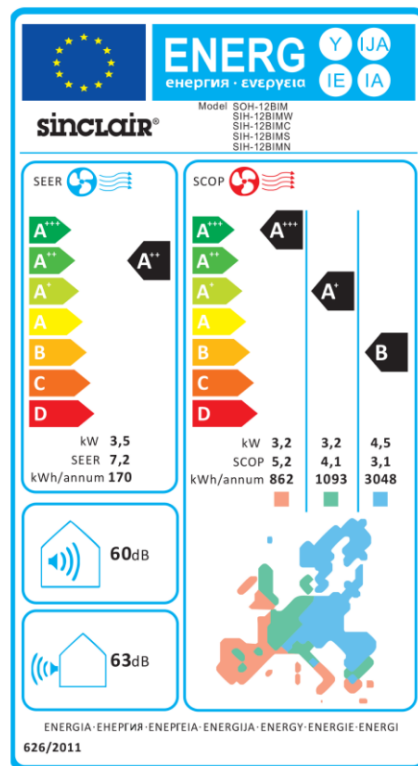 ENERG
енергия · ενεργεια
Y IJA
IE IA
sinclair®
Model SOH-12BIM
SIH-12BIMW
SIH-12BIMC
SIH-12BIMS
SIH-12BIMN
SEER
A+++
A++
A+
A
B
C
D
A++
kW 3,5
SEER 7,2
kWh/annum 170
SCOP
A+++
A++
A+
A
B
C
D
A+++
A+
B
kW 3,2 3,2 4,5
SCOP 5,2 4,1 3,1
kWh/annum 862 1093 3048
60dB
63dB
ENERGIA·ЕНЕРГИЯ·ΕΝΕΡΓΕΙΑ·ENERGIJA·ENERGY·ENERGIE·ENERGI
626/2011